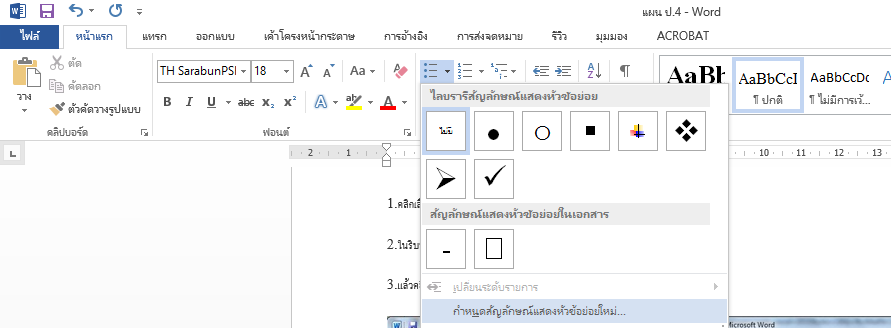 แผน ป.4 - Word
ไฟล์ หน้าแรก แทรก ออกแบบ เค้าโครงหน้ากระดาษ การอ้างอิง การส่งจดหมาย รีวิว มุมมอง ACROBAT
วาง
ตัด
คัดลอก
ตัวคัดวางรูปแบบ
คลิปบอร์ด
TH SarabunPSI 18 Aa
B I U abc X₂ X² A ab A
ฟอนต์
AaBbCcI AaBbCcDc
¶ ปกติ ¶ ไม่มีการเว้...
ไลบรารีสัญลักษณ์แสดงหัวข้อย่อย
ไม่มี
สัญลักษณ์แสดงหัวข้อย่อยในเอกสาร
เปลี่ยนระดับรายการ
กำหนดสัญลักษณ์แสดงหัวข้อย่อยใหม่...
2 1 10 11 12 13
1.คลิกเลื
2.ในริบ
3.แล้วค
Microsoft Word